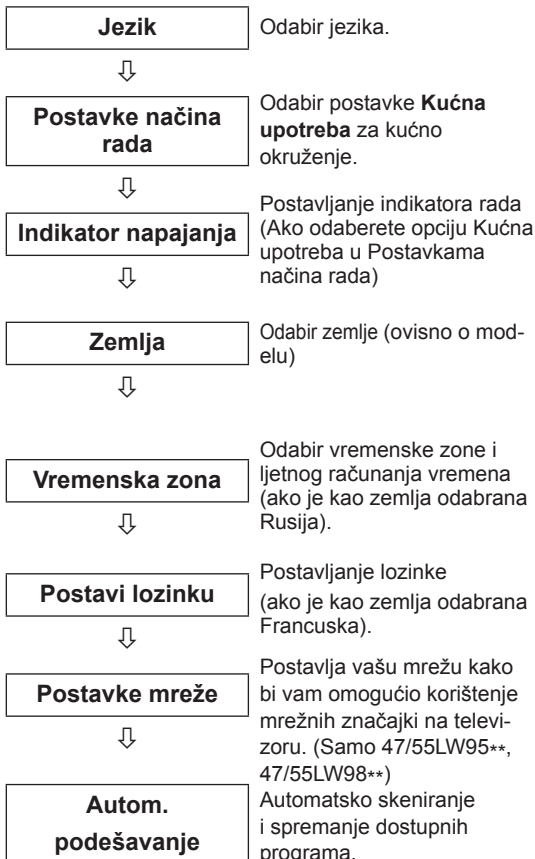 Jezik
Odabir jezika.
⇩
Postavke načina
rada
Odabir postavke Kućna
upotreba za kućno
okruženje.
⇩
Indikator napajanja
Postavljanje indikatora rada
(Ako odaberete opciju Kućna
upotreba u Postavkama
načina rada)
⇩
Zemlja
Odabir zemlje (ovisno o mod-
elu)
⇩
Vremenska zona
Odabir vremenske zone i
ljetnog računanja vremena
(ako je kao zemlja odabrana
Rusija).
⇩
Postavi lozinku
Postavljanje lozinke
(ako je kao zemlja odabrana
Francuska).
⇩
Postavke mreže
Postavlja vašu mrežu kako
bi vam omogućio korištenje
mrežnih značajki na televi-
zoru. (Samo 47/55LW95**,
47/55LW98**)
⇩
Autom.
podešavanje
Automatsko skeniranje
i spremanje dostupnih
programa.